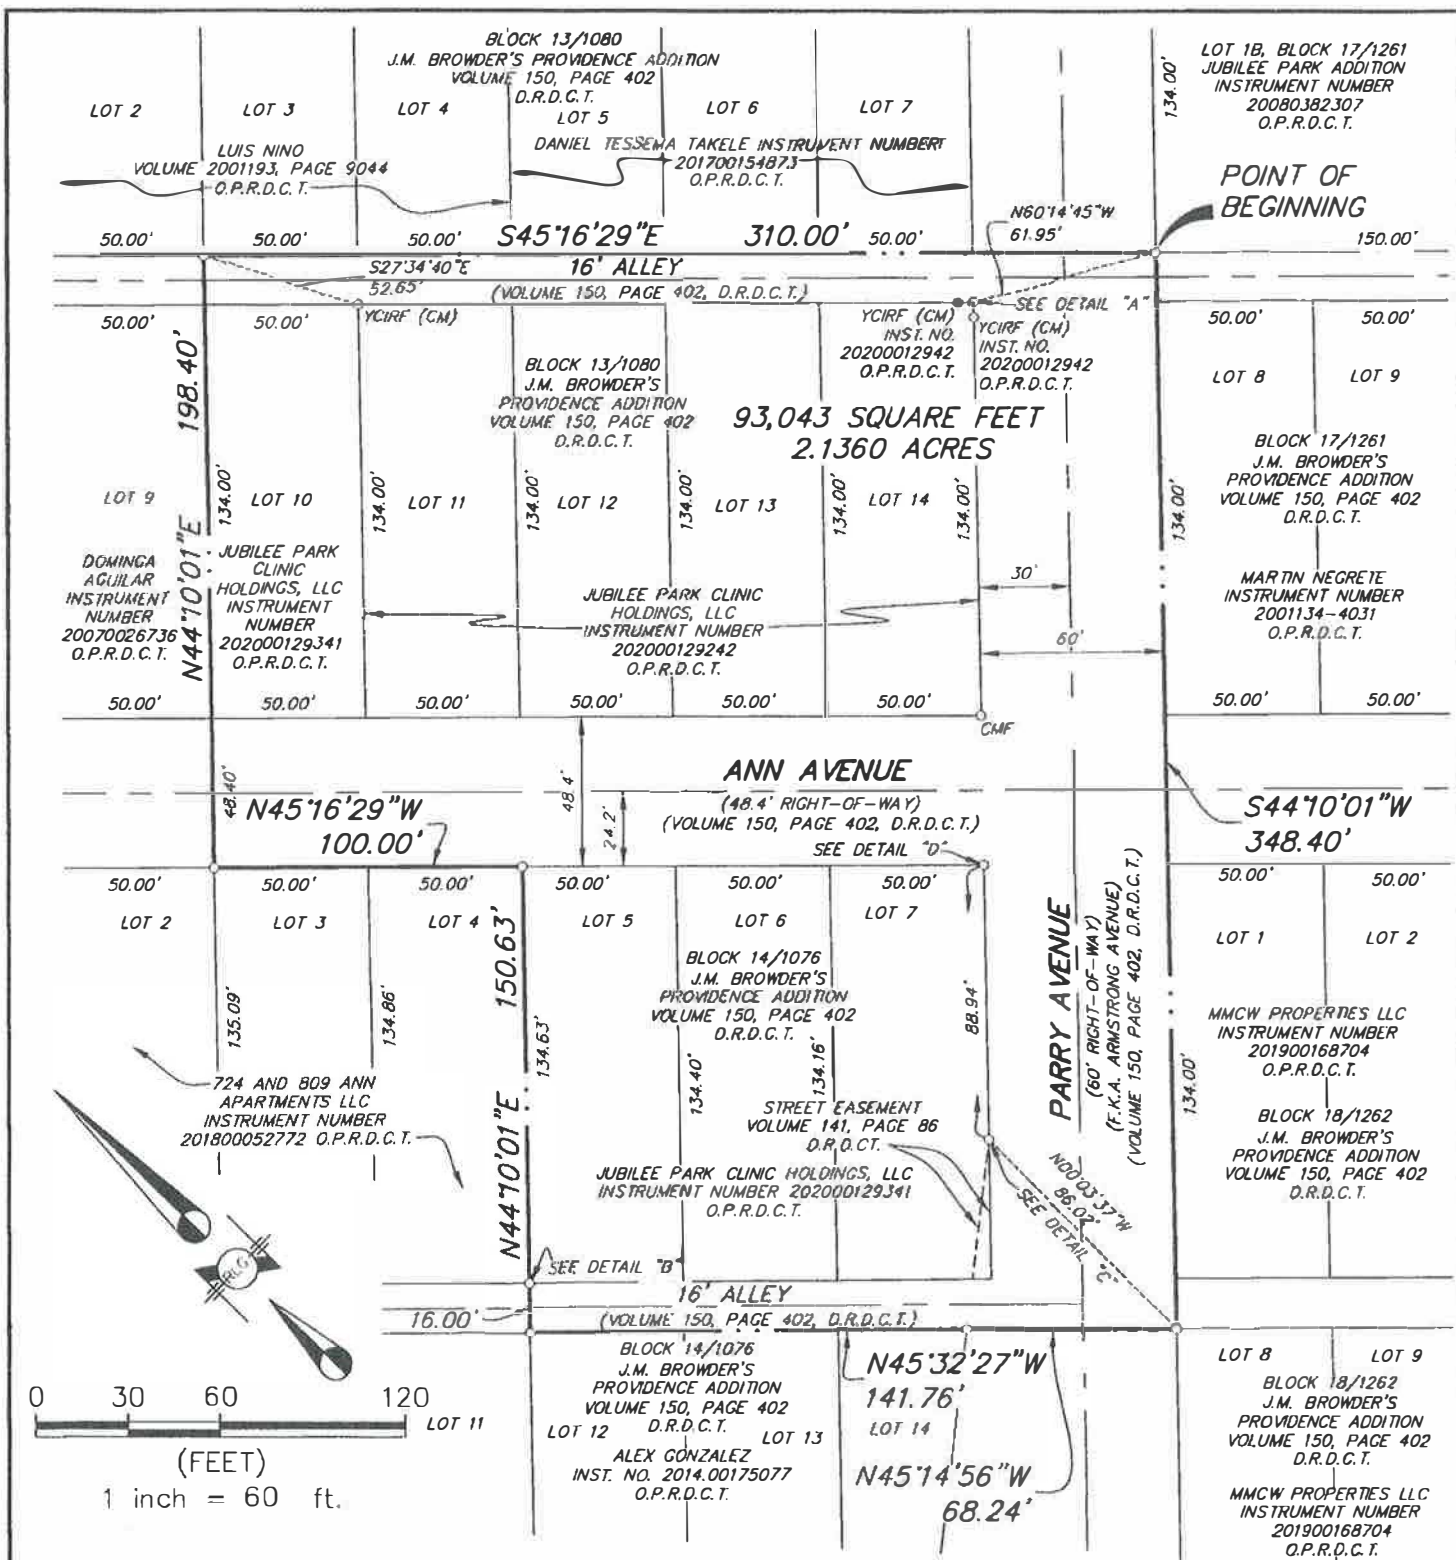 BLOCK 13/1080
J.M. BROWDER'S PROVIDENCE ADDITION
VOLUME 150, PAGE 402
D.R.D.C.T.
LOT 2
LOT 3
LOT 4
LOT 5
LOT 6
LOT 7
LUIS NINO
VOLUME 2001193, PAGE 9044
O.P.R.D.C.T.
DANIEL TESSEMA TAKELE INSTRUMENT NUMBERT
201700154873
O.P.R.D.C.T.
134.00'
LOT 1B, BLOCK 17/1261
JUBILEE PARK ADDITION
INSTRUMENT NUMBER
20080382307
O.P.R.D.C.T.
POINT OF
BEGINNING
N60°14'45"W
61.95'
50.00'
50.00'
50.00'
S45°16'29"E 310.00'
50.00'
150.00'
S27°34'40"E
52.65'
16' ALLEY
(VOLUME 150, PAGE 402, D.R.D.C.T.)
SEE DETAIL "A"
50.00'
50.00'
YCIRF (CM)
YCIRF (CM)
INST. NO.
20200012942
O.P.R.D.C.T.
YCIRF (CM)
INST. NO.
20200012942
O.P.R.D.C.T.
50.00'
50.00'
LOT 8
LOT 9
198.40'
N44°10'01"E
BLOCK 13/1080
J.M. BROWDER'S
PROVIDENCE ADDITION
VOLUME 150, PAGE 402
D.R.D.C.T.
93,043 SQUARE FEET
2.1360 ACRES
BLOCK 17/1261
J.M. BROWDER'S
PROVIDENCE ADDITION
VOLUME 150, PAGE 402
D.R.D.C.T.
LOT 9
134.00'
LOT 10
134.00'
LOT 11
134.00'
LOT 12
134.00'
LOT 13
134.00'
LOT 14
134.00'
134.00'
DOMINGA
AGUILAR
INSTRUMENT
NUMBER
20070026736
O.P.R.D.C.T.
JUBILEE PARK
CLINIC
HOLDINGS, LLC
INSTRUMENT
NUMBER
202000129341
O.P.R.D.C.T.
JUBILEE PARK CLINIC
HOLDINGS, LLC
INSTRUMENT NUMBER
202000129242
O.P.R.D.C.T.
30'
60'
MARTIN NEGRETE
INSTRUMENT NUMBER
2001134-4031
O.P.R.D.C.T.
50.00'
50.00'
50.00'
50.00'
50.00'
50.00'
50.00'
50.00'
CMF
48.40'
48.4'
24.2'
ANN AVENUE
(48.4' RIGHT-OF-WAY)
(VOLUME 150, PAGE 402, D.R.D.C.T.)
SEE DETAIL "D"
N45°16'29"W
100.00'
S44°10'01"W
348.40'
50.00'
50.00'
50.00'
50.00'
50.00'
50.00'
50.00'
50.00'
LOT 2
LOT 3
LOT 4
LOT 5
LOT 6
LOT 7
LOT 1
LOT 2
150.63'
N44°10'01"E
135.09'
134.86'
134.63'
134.40'
134.16'
88.94'
134.00'
BLOCK 14/1076
J.M. BROWDER'S
PROVIDENCE ADDITION
VOLUME 150, PAGE 402
D.R.D.C.T.
PARRY AVENUE
(60' RIGHT-OF-WAY)
(F.K.A. ARMSTRONG AVENUE)
(VOLUME 150, PAGE 402, D.R.D.C.T.)
MMCW PROPERTIES LLC
INSTRUMENT NUMBER
201900168704
O.P.R.D.C.T.
724 AND 809 ANN
APARTMENTS LLC
INSTRUMENT NUMBER
201800052772 O.P.R.D.C.T.
STREET EASEMENT
VOLUME 141, PAGE 86
D.R.D.CT.
JUBILEE PARK CLINIC HOLDINGS, LLC
INSTRUMENT NUMBER 202000129341
O.P.R.D.C.T.
N00°03'37"W
86.02'
SEE DETAIL "C"
BLOCK 18/1262
J.M. BROWDER'S
PROVIDENCE ADDITION
VOLUME 150, PAGE 402
D.R.D.C.T.
RLG
SEE DETAIL "B"
16.00'
16' ALLEY
(VOLUME 150, PAGE 402, D.R.D.C.T.)
BLOCK 14/1076
J.M. BROWDER'S
PROVIDENCE ADDITION
VOLUME 150, PAGE 402
D.R.D.C.T.
LOT 11
LOT 12
LOT 13
LOT 14
ALEX GONZALEZ
INST. NO. 2014.00175077
O.P.R.D.C.T.
N45°32'27"W
141.76'
N45°14'56"W
68.24'
LOT 8
LOT 9
BLOCK 18/1262
J.M. BROWDER'S
PROVIDENCE ADDITION
VOLUME 150, PAGE 402
D.R.D.C.T.
MMCW PROPERTIES LLC
INSTRUMENT NUMBER
201900168704
O.P.R.D.C.T.
0 30 60 120
(FEET)
1 inch = 60 ft.